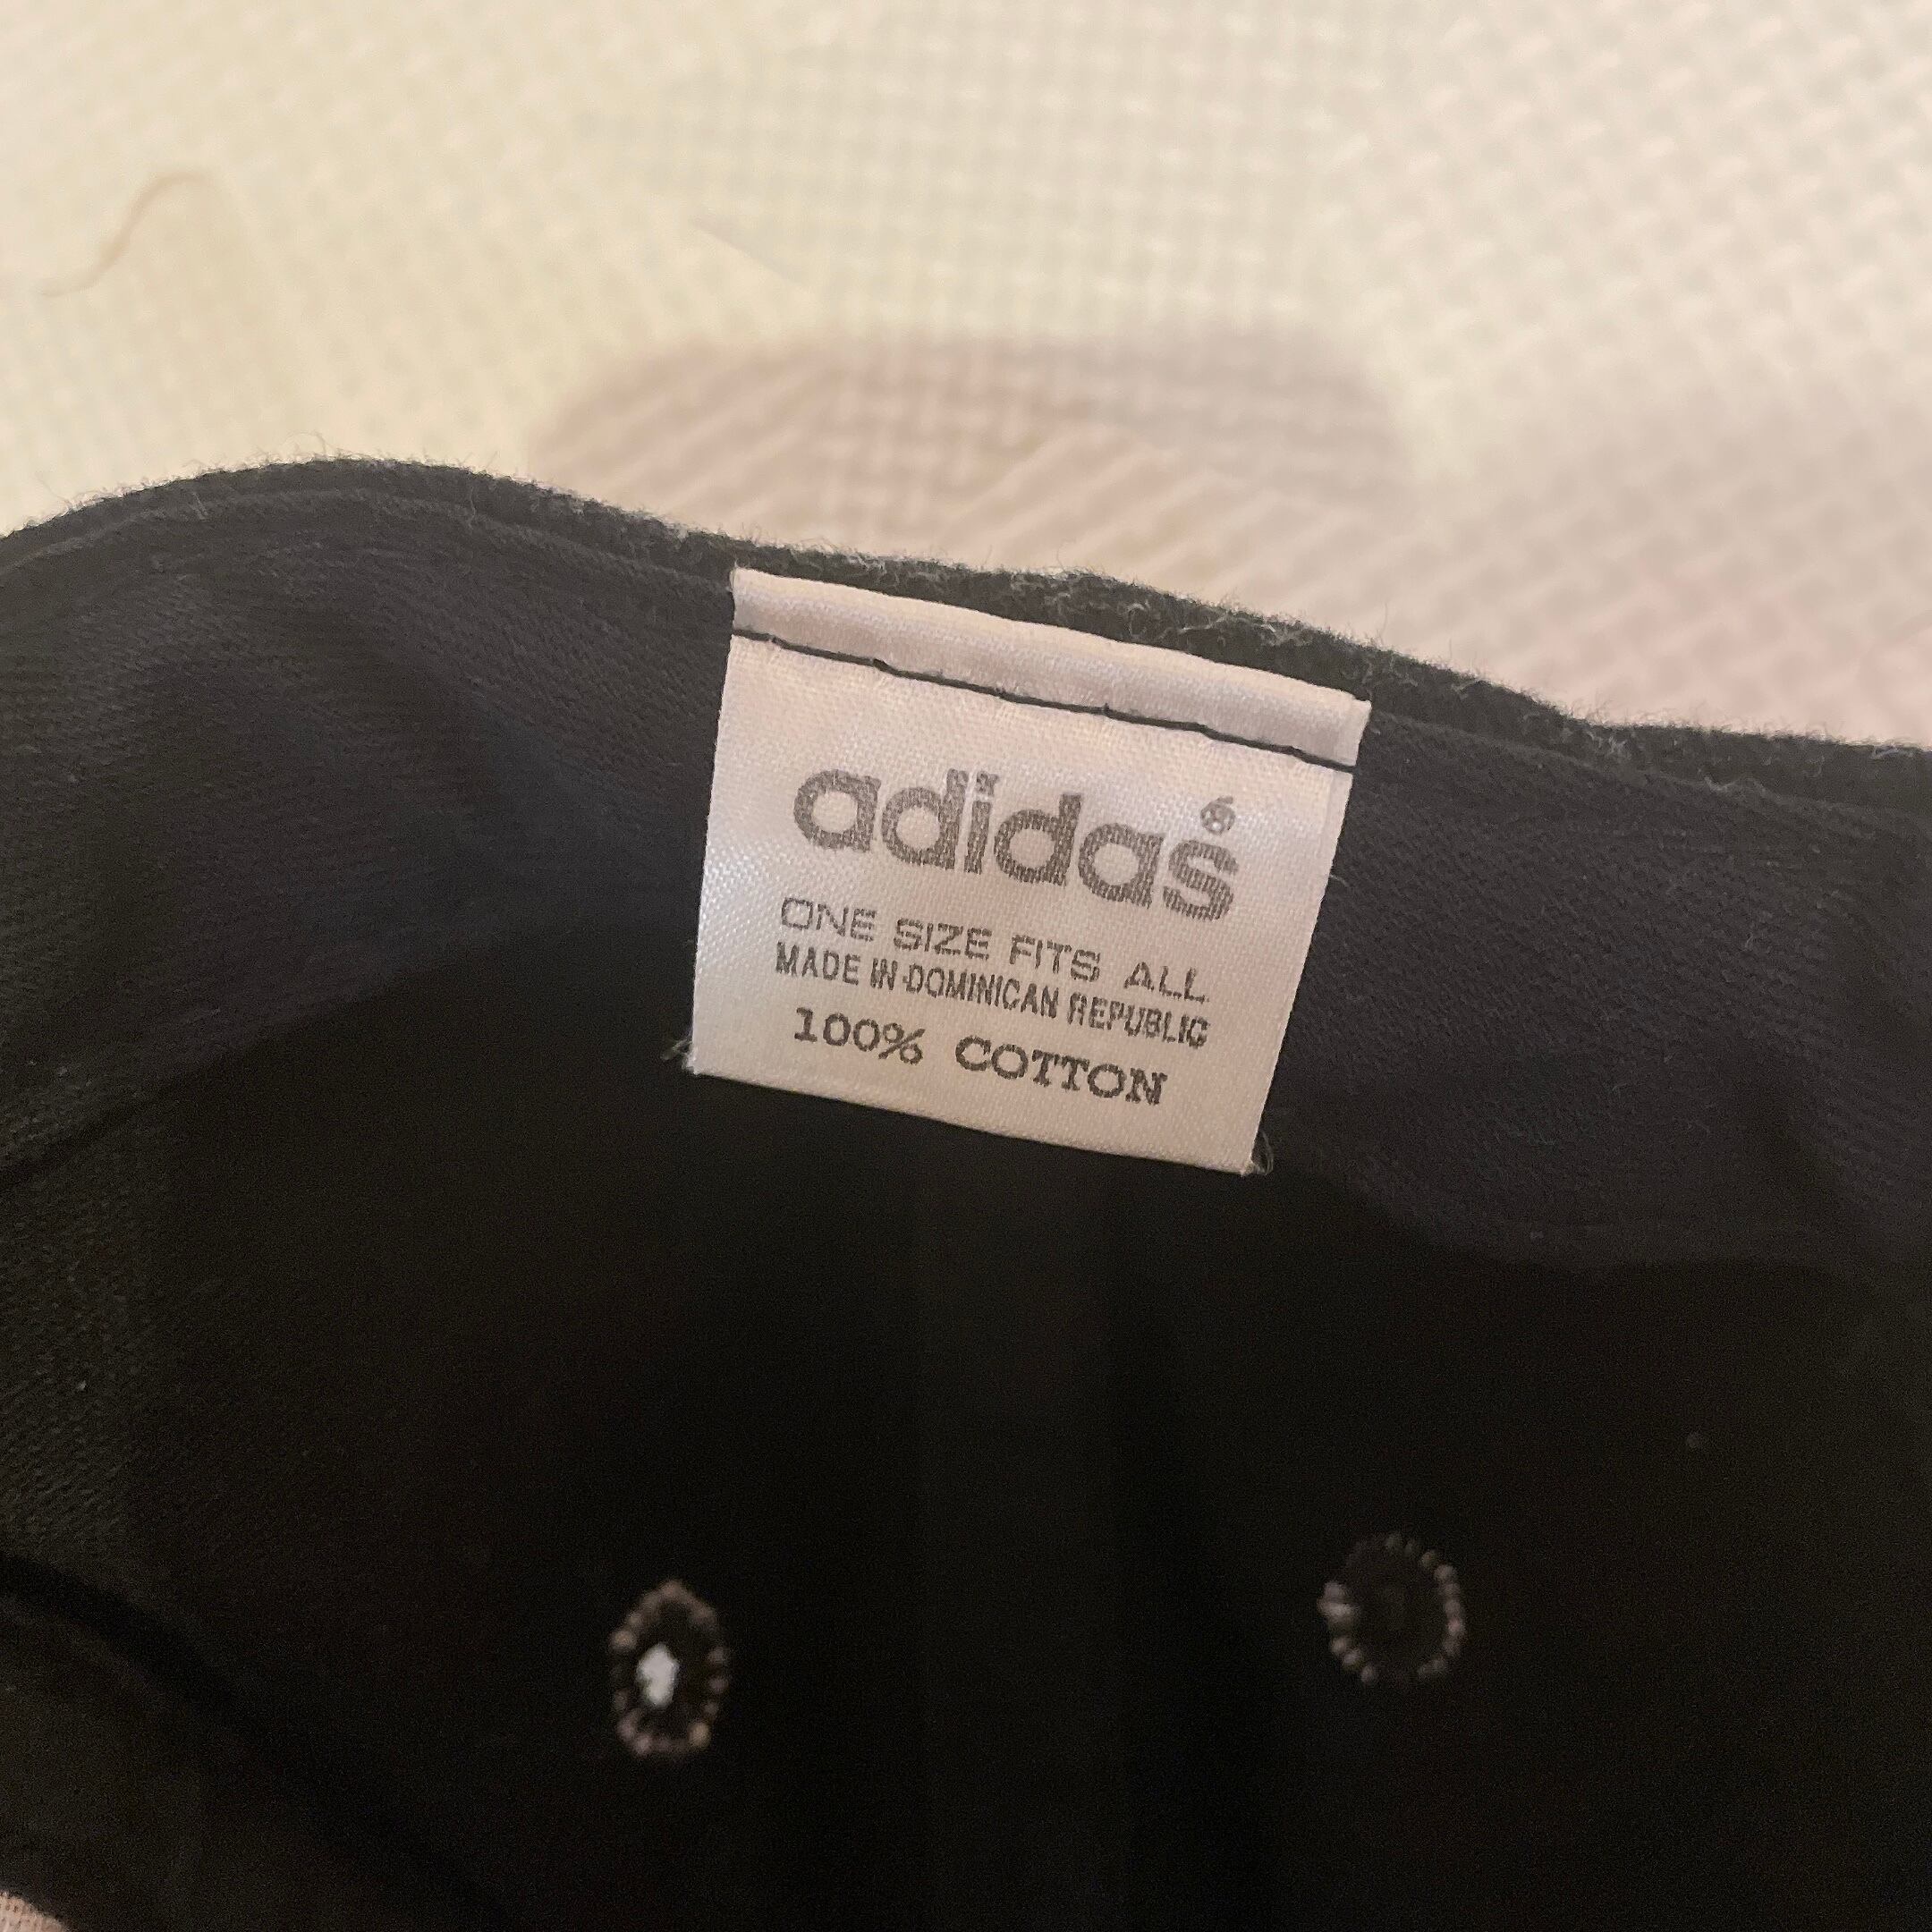 adidas®
ONE SIZE FITS ALL
MADE IN DOMINICAN REPUBLIC
100% COTTON